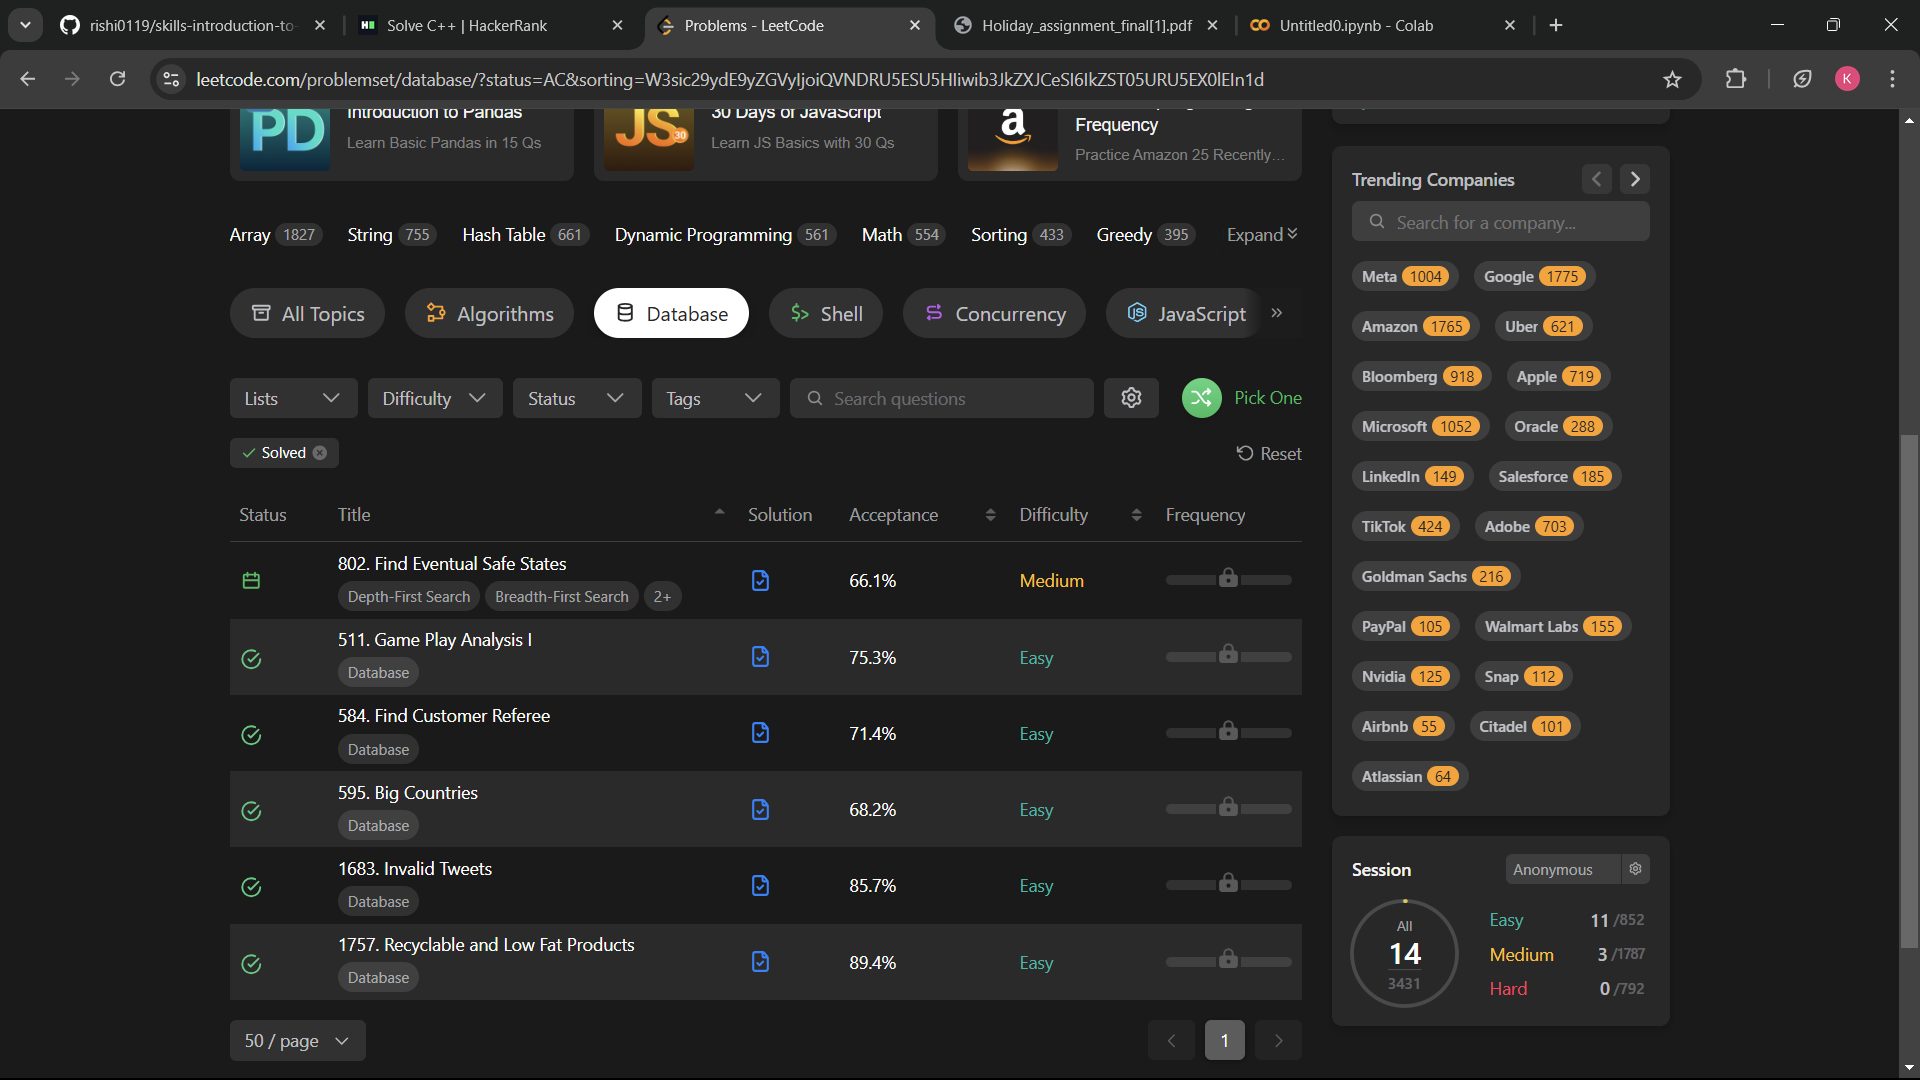 rishi0119/skills-introduction-to-
Solve C++ | HackerRank
Problems - LeetCode
Holiday_assignment_final[1].pdf
Untitled0.ipynb - Colab
K
PD
Introduction to Pandas
Learn Basic Pandas in 15 Qs
JS 30
30 Days of JavaScript
Learn JS Basics with 30 Qs
a
Frequency
Practice Amazon 25 Recently...
Array 1827
String 755
Hash Table 661
Dynamic Programming 561
Math 554
Sorting 433
Greedy 395
Expand
All Topics
Algorithms
Database
$> Shell
Concurrency
JS JavaScript
Lists
Difficulty
Status
Tags
Search questions
Pick One
Solved
Reset
Status Title Solution Acceptance Difficulty Frequency
802. Find Eventual Safe States
Depth-First Search Breadth-First Search 2+
66.1% Medium
511. Game Play Analysis I
Database
75.3% Easy
584. Find Customer Referee
Database
71.4% Easy
595. Big Countries
Database
68.2% Easy
1683. Invalid Tweets
Database
85.7% Easy
1757. Recyclable and Low Fat Products
Database
89.4% Easy
50 / page
1
Trending Companies
Search for a company...
Meta 1004 Google 1775
Amazon 1765 Uber 621
Bloomberg 918 Apple 719
Microsoft 1052 Oracle 288
LinkedIn 149 Salesforce 185
TikTok 424 Adobe 703
Goldman Sachs 216
PayPal 105 Walmart Labs 155
Nvidia 125 Snap 112
Airbnb 55 Citadel 101
Atlassian 64
Session
Anonymous
All
14
3431
Easy 11 /852
Medium 3 /1787
Hard 0 /792